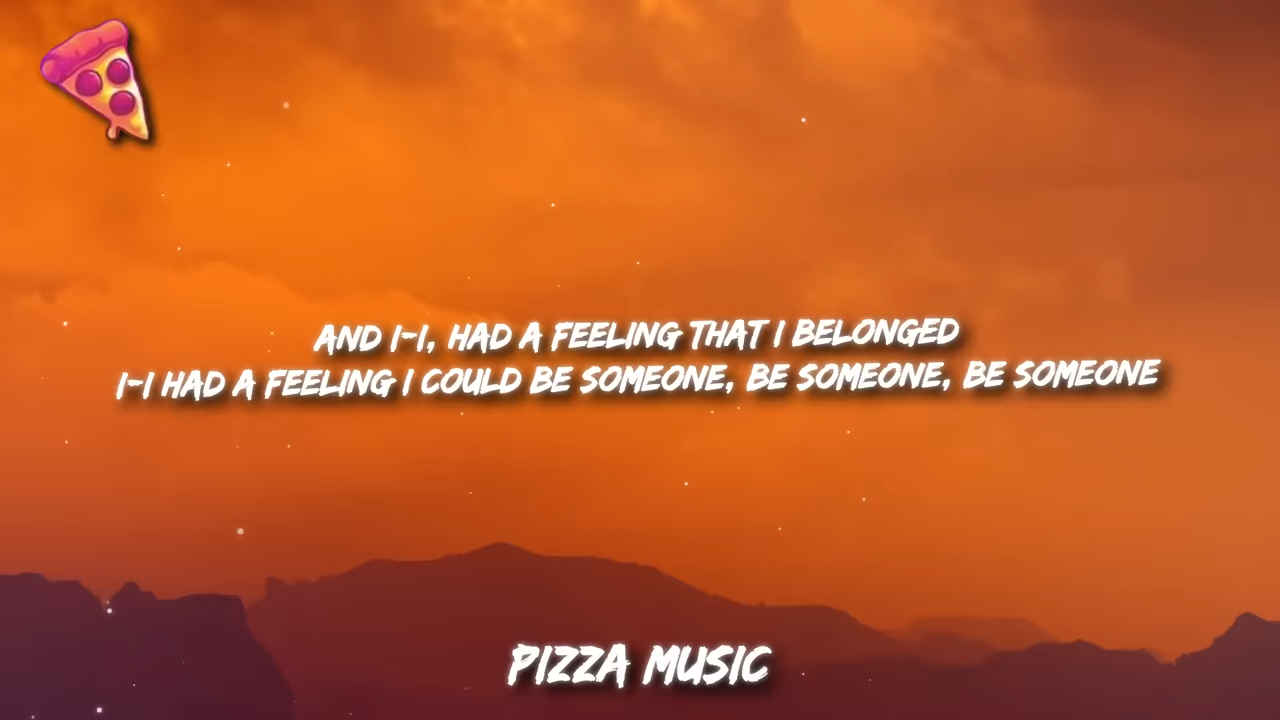 AND I-I, HAD A FEELING THAT I BELONGED
I-I HAD A FEELING I COULD BE SOMEONE, BE SOMEONE, BE SOMEONE
PIZZA MUSIC